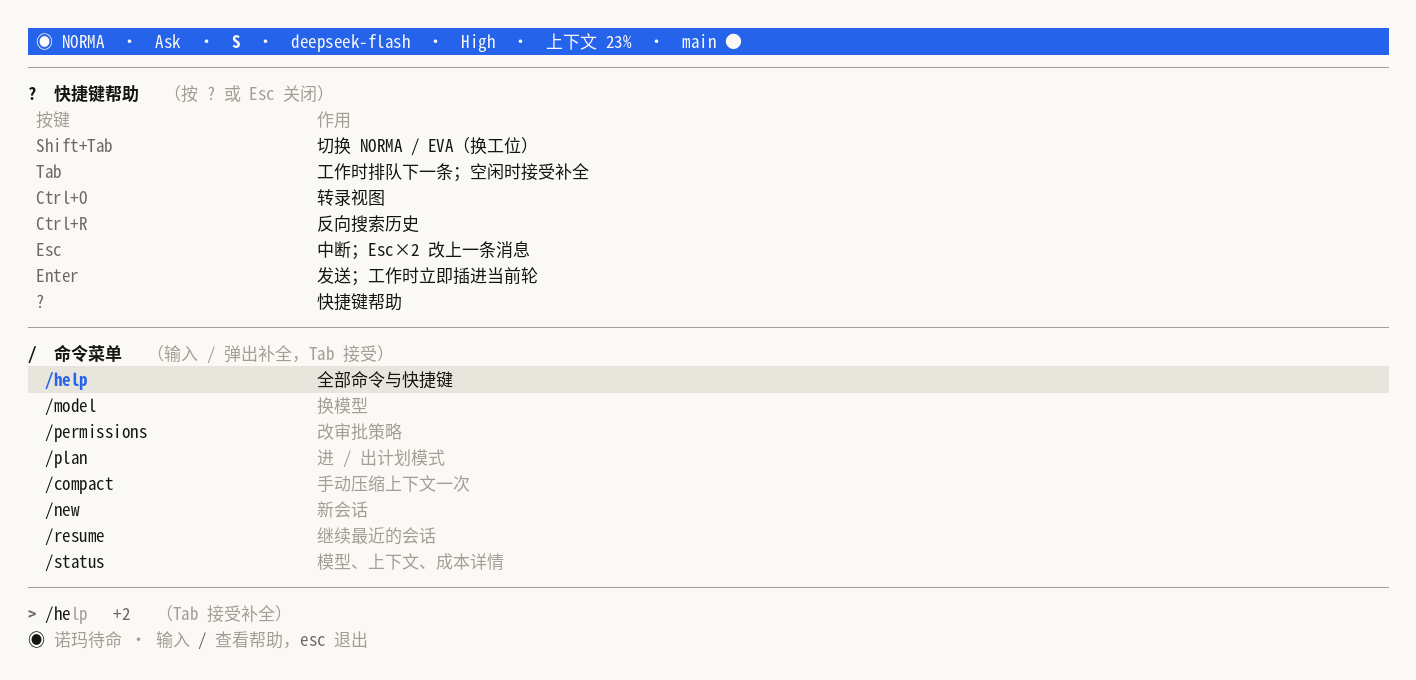 ◉ NORMA · Ask · S · deepseek-flash · High · 上下文 23% · main ●
? 快捷键帮助 （按 ? 或 Esc 关闭）
按键 作用
Shift+Tab 切换 NORMA / EVA（换工位）
Tab 工作时排队下一条；空闲时接受补全
Ctrl+O 转录视图
Ctrl+R 反向搜索历史
Esc 中断；Esc×2 改上一条消息
Enter 发送；工作时立即插进当前轮
? 快捷键帮助
/ 命令菜单 （输入 / 弹出补全，Tab 接受）
/help 全部命令与快捷键
/model 换模型
/permissions 改审批策略
/plan 进 / 出计划模式
/compact 手动压缩上下文一次
/new 新会话
/resume 继续最近的会话
/status 模型、上下文、成本详情
> /help +2 （Tab 接受补全）
◉ 诺玛待命 · 输入 / 查看帮助，esc 退出